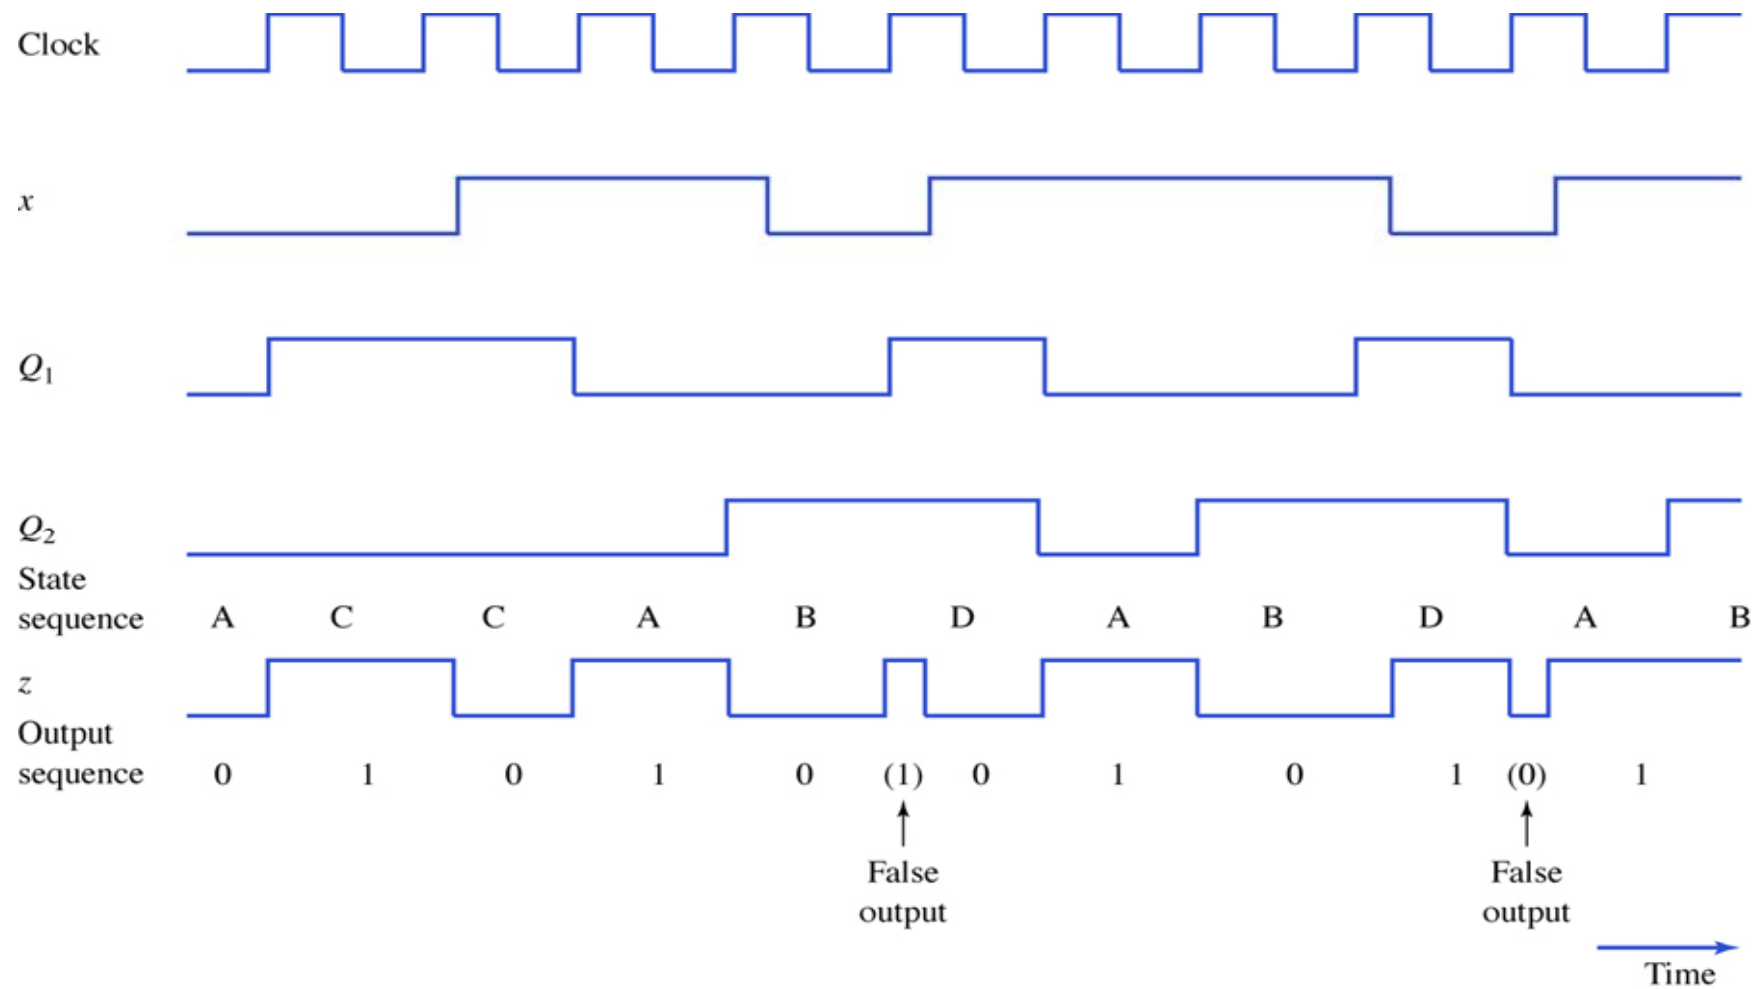 Clock
x
Q1
Q2
State
sequence A C C A B D A B D A B
z
Output
sequence 0 1 0 1 0 (1) 0 1 0 1 (0) 1
False False
output output
Time